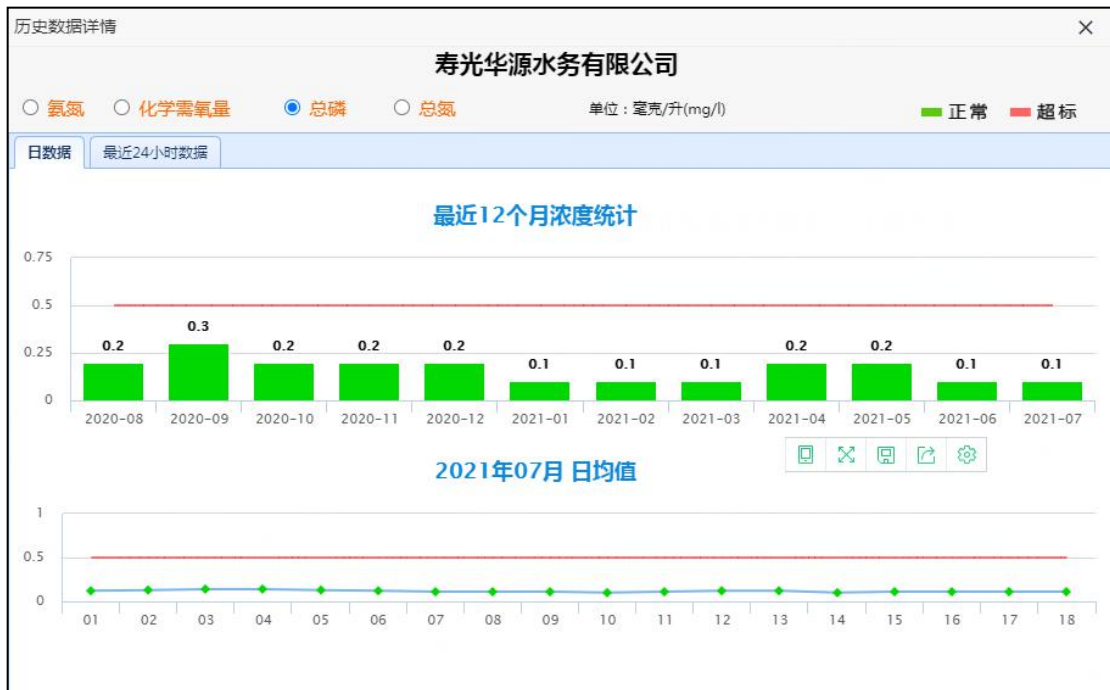 历史数据详情
寿光华源水务有限公司
氨氮 化学需氧量 总磷 总氮 单位：毫克/升(mg/l) 正常 超标
日数据 最近24小时数据
最近12个月浓度统计
0.75
0.5
0.25
0
0.2 0.3 0.2 0.2 0.2 0.1 0.1 0.1 0.2 0.2 0.1 0.1
2020-08 2020-09 2020-10 2020-11 2020-12 2021-01 2021-02 2021-03 2021-04 2021-05 2021-06 2021-07
2021年07月 日均值
1
0.5
0
01 02 03 04 05 06 07 08 09 10 11 12 13 14 15 16 17 18